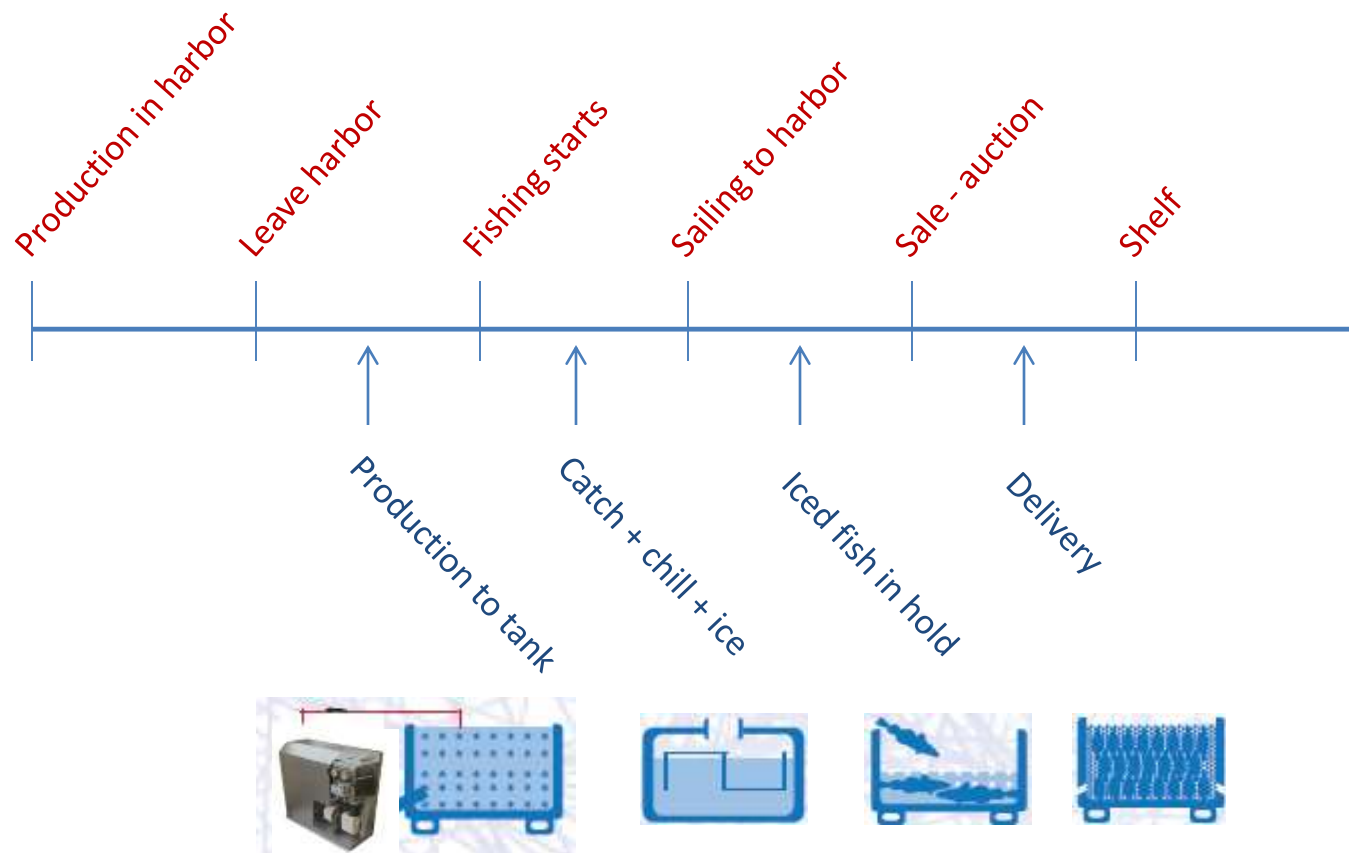 Production in harbor
Leave harbor
Fishing starts
Sailing to harbor
Sale - auction
Shelf
Production to tank
Catch + chill + ice
Iced fish in hold
Delivery